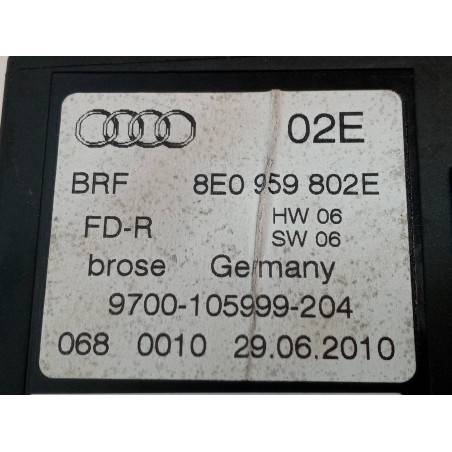 02E
BRF 8E0 959 802E
FD-R HW 06
SW 06
brose Germany
9700-105999-204
068 0010 29.06.2010